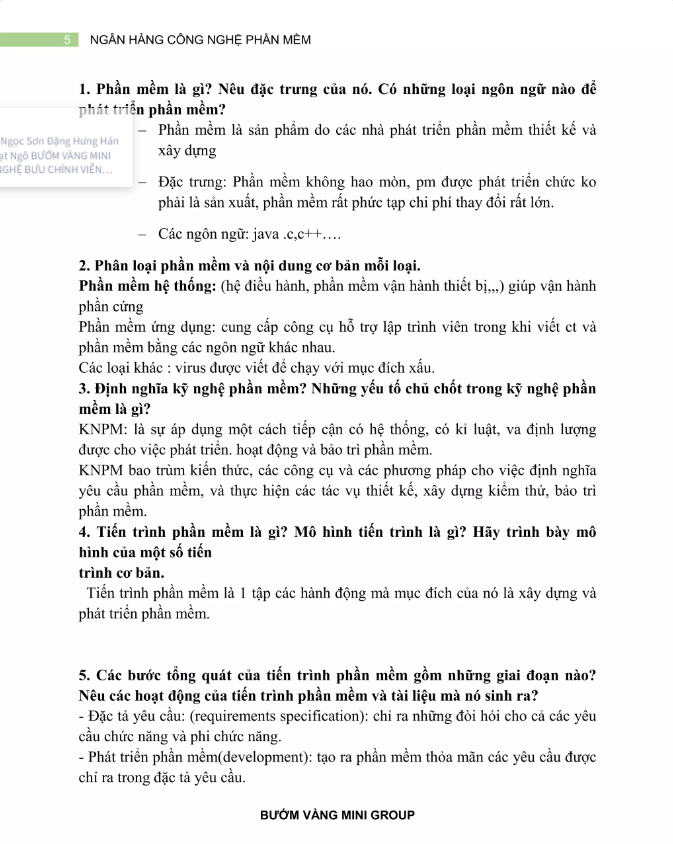 5 NGÂN HÀNG CÔNG NGHỆ PHẦN MỀM
1. Phần mềm là gì? Nêu đặc trưng của nó. Có những loại ngôn ngữ nào để
phát triển phần mềm?
Ngọc Sơn Đặng Hưng Hán
ạt Ngô BƯỚM VÀNG MINI
NGHỆ BƯU CHÍNH VIỄN...
– Phần mềm là sản phẩm do các nhà phát triển phần mềm thiết kế và
xây dựng
– Đặc trưng: Phần mềm không hao mòn, pm được phát triển chức ko
phải là sản xuất, phần mềm rất phức tạp chi phí thay đổi rất lớn.
– Các ngôn ngữ: java .c,c++….
2. Phân loại phần mềm và nội dung cơ bản mỗi loại.
Phần mềm hệ thống: (hệ điều hành, phần mềm vận hành thiết bị,,,) giúp vận hành
phần cứng
Phần mềm ứng dụng: cung cấp công cụ hỗ trợ lập trình viên trong khi viết ct và
phần mềm bằng các ngôn ngữ khác nhau.
Các loại khác : virus được viết để chạy với mục đích xấu.
3. Định nghĩa kỹ nghệ phần mềm? Những yếu tố chủ chốt trong kỹ nghệ phần
mềm là gì?
KNPM: là sự áp dụng một cách tiếp cận có hệ thống, có kỉ luật, va định lượng
được cho việc phát triển. hoạt động và bảo trì phần mềm.
KNPM bao trùm kiến thức, các công cụ và các phương pháp cho việc định nghĩa
yêu cầu phần mềm, và thực hiện các tác vụ thiết kế, xây dựng kiểm thử, bảo trì
phần mềm.
4. Tiến trình phần mềm là gì? Mô hình tiến trình là gì? Hãy trình bày mô
hình của một số tiến
trình cơ bản.
Tiến trình phần mềm là 1 tập các hành động mà mục đích của nó là xây dựng và
phát triển phần mềm.
5. Các bước tổng quát của tiến trình phần mềm gồm những giai đoạn nào?
Nêu các hoạt động của tiến trình phần mềm và tài liệu mà nó sinh ra?
- Đặc tả yêu cầu: (requirements specification): chỉ ra những đòi hỏi cho cả các yêu
cầu chức năng và phi chức năng.
- Phát triển phần mềm(development): tạo ra phần mềm thỏa mãn các yêu cầu được
chỉ ra trong đặc tả yêu cầu.
BƯỚM VÀNG MINI GROUP